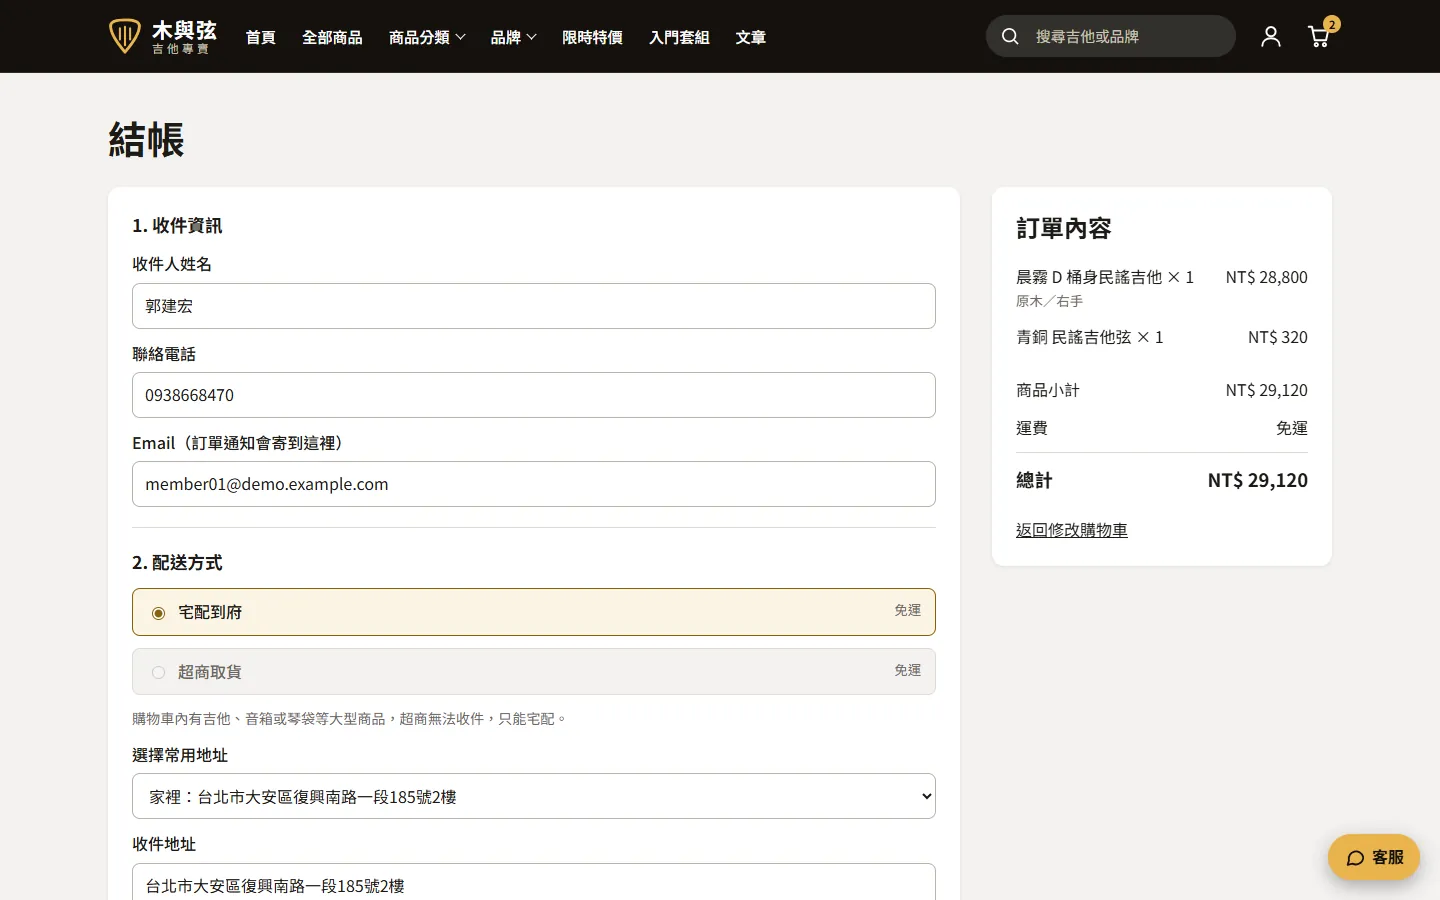 木與弦
吉他專賣
首頁
全部商品
商品分類
品牌
限時特價
入門套組
文章
搜尋吉他或品牌
2
結帳
1. 收件資訊
收件人姓名
郭建宏
聯絡電話
0938668470
Email（訂單通知會寄到這裡）
member01@demo.example.com
2. 配送方式
宅配到府
免運
超商取貨
免運
購物車內有吉他、音箱或琴袋等大型商品，超商無法收件，只能宅配。
選擇常用地址
家裡：台北市大安區復興南路一段185號2樓
收件地址
台北市大安區復興南路一段185號2樓
訂單內容
晨霧 D 桶身民謠吉他 × 1
NT$ 28,800
原木／右手
青銅 民謠吉他弦 × 1
NT$ 320
商品小計
NT$ 29,120
運費
免運
總計
NT$ 29,120
返回修改購物車
客服